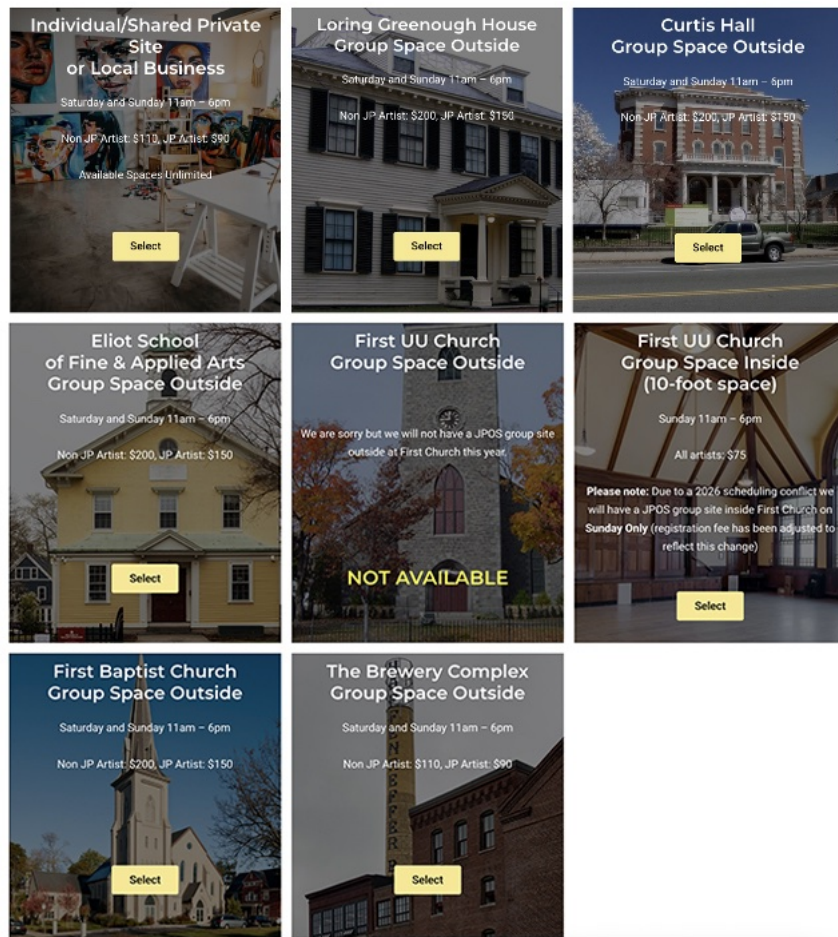 Individual/Shared Private
Site
or Local Business
Saturday and Sunday 11am – 6pm
Non JP Artist: $110, JP Artist: $90
Available Spaces Unlimited
Select
Loring Greenough House
Group Space Outside
Saturday and Sunday 11am – 6pm
Non JP Artist: $200, JP Artist: $150
Select
Curtis Hall
Group Space Outside
Saturday and Sunday 11am – 6pm
Non JP Artist: $200, JP Artist: $150
Select
Eliot School
of Fine & Applied Arts
Group Space Outside
Saturday and Sunday 11am – 6pm
Non JP Artist: $200, JP Artist: $150
Select
First UU Church
Group Space Outside
We are sorry but we will not have a JPOS group site
outside at First Church this year.
NOT AVAILABLE
First UU Church
Group Space Inside
(10-foot space)
Sunday 11am – 6pm
All artists: $75
Please note: Due to a 2026 scheduling conflict we
will have a JPOS group site inside First Church on
Sunday Only (registration fee has been adjusted to
reflect this change)
Select
First Baptist Church
Group Space Outside
Saturday and Sunday 11am – 6pm
Non JP Artist: $200, JP Artist: $150
Select
The Brewery Complex
Group Space Outside
Saturday and Sunday 11am – 6pm
Non JP Artist: $110, JP Artist: $90
Select